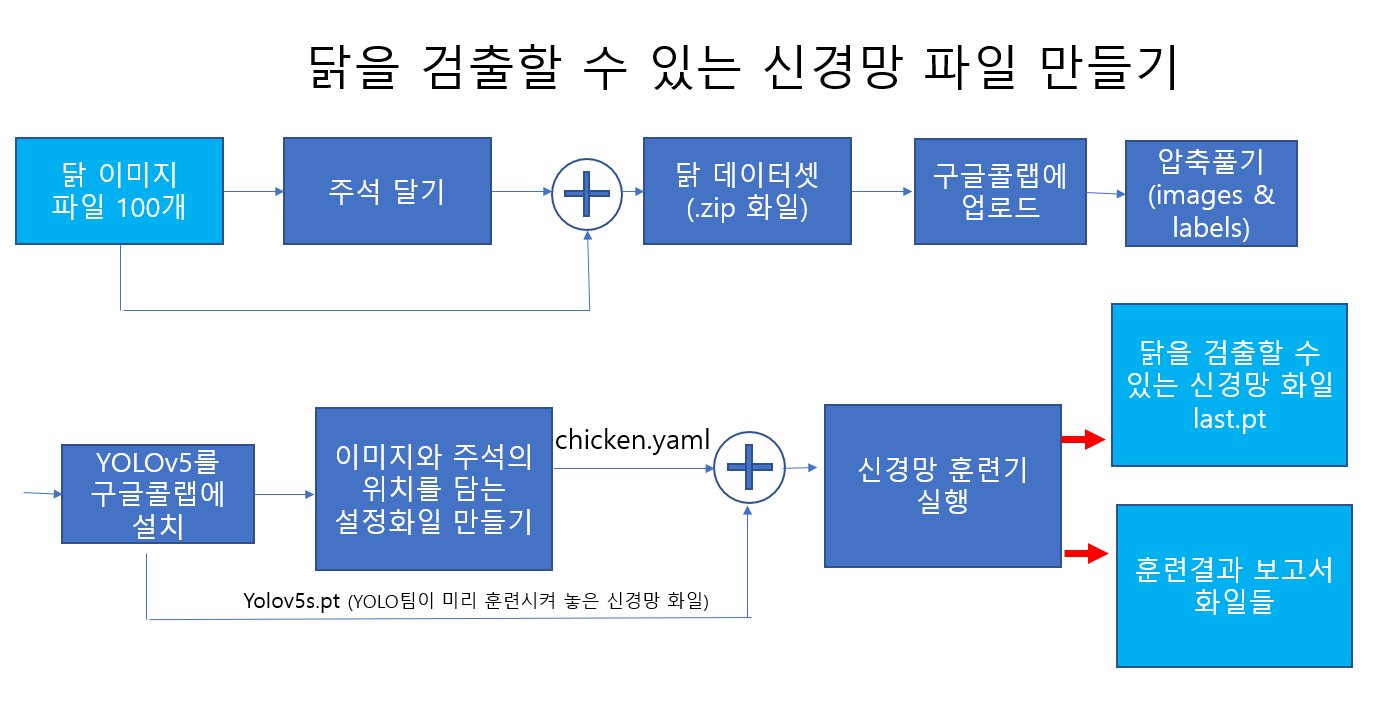 닭을 검출할 수 있는 신경망 파일 만들기
닭 이미지
파일 100개
주석 달기
닭 데이터셋
(.zip 화일)
구글콜랩에
업로드
압축풀기
(images &
labels)
YOLOv5를
구글콜랩에
설치
이미지와 주석의
위치를 담는
설정화일 만들기
chicken.yaml
Yolov5s.pt (YOLO팀이 미리 훈련시켜 놓은 신경망 화일)
신경망 훈련기
실행
닭을 검출할 수
있는 신경망 화일
last.pt
훈련결과 보고서
화일들